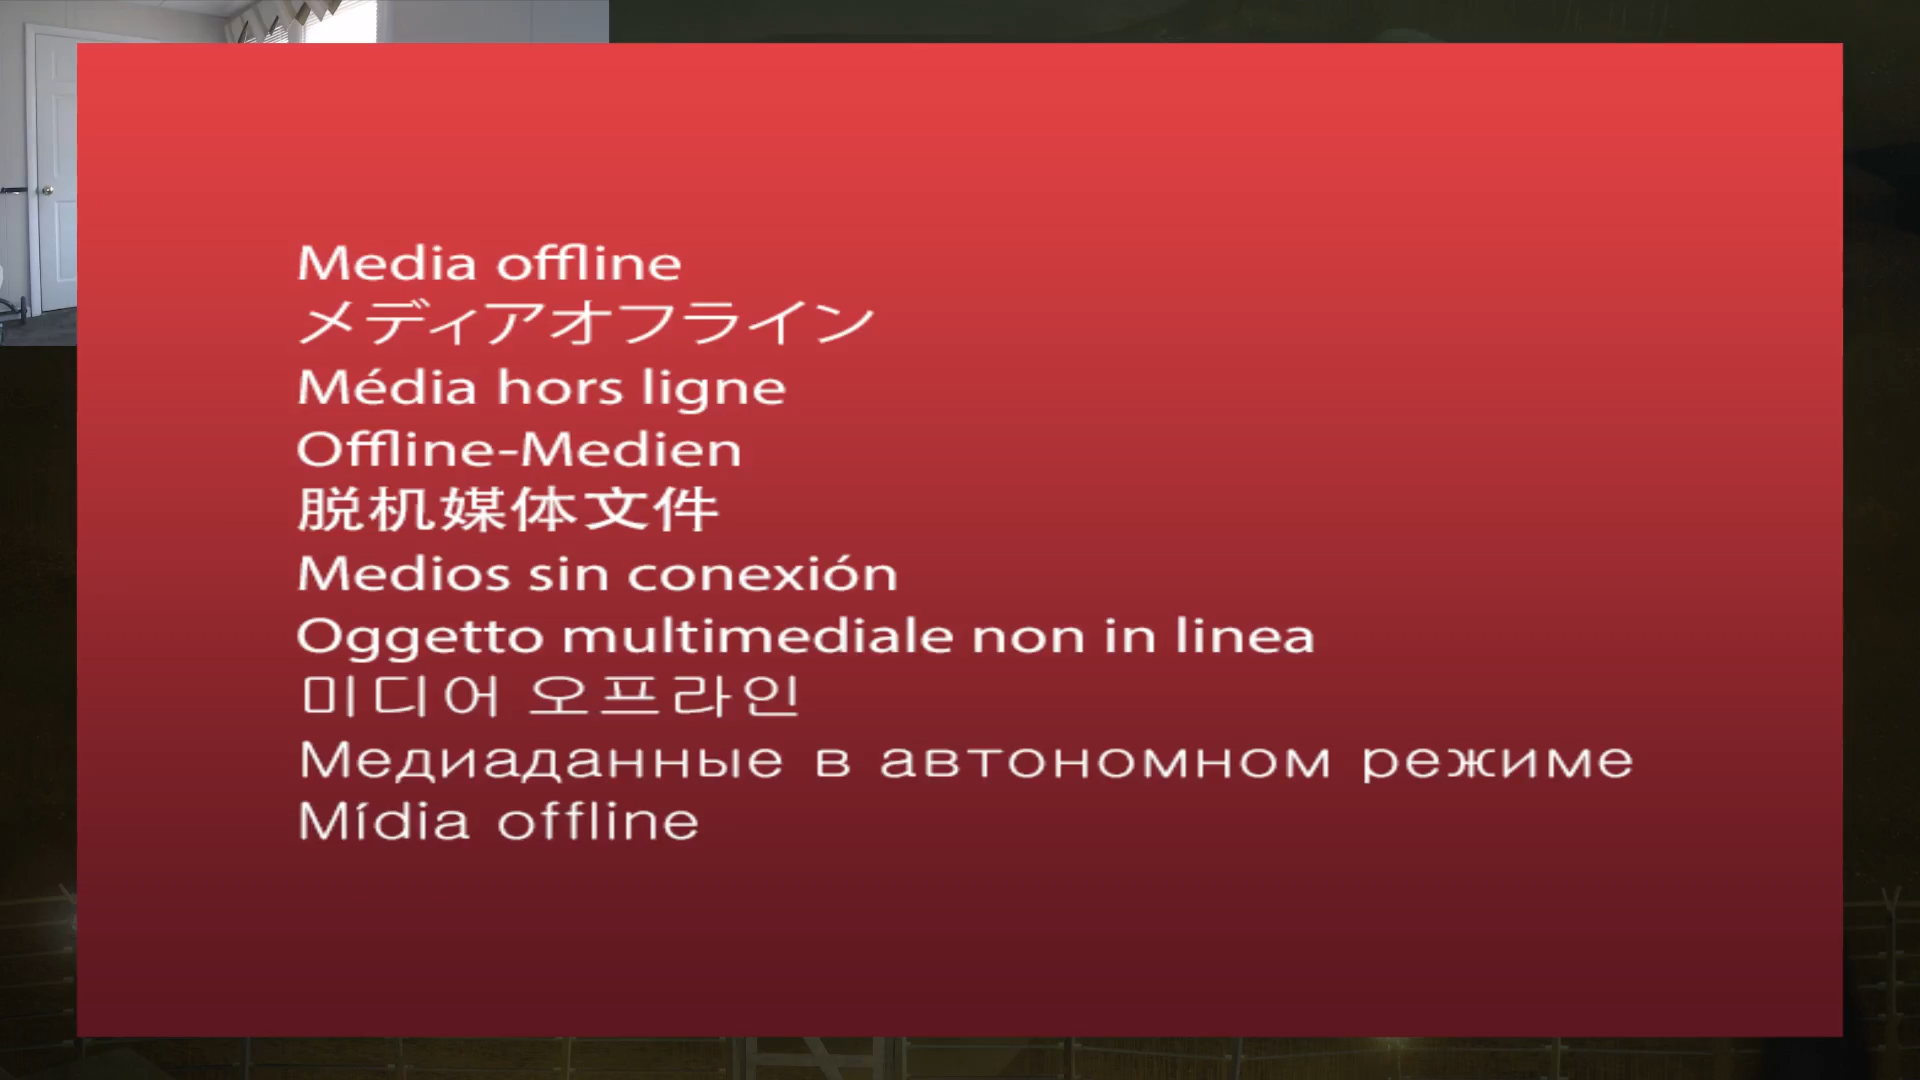 Media offline
メディアオフライン
Média hors ligne
Offline-Medien
脱机媒体文件
Medios sin conexión
Oggetto multimediale non in linea
미디어 오프라인
Медиаданные в автономном режиме
Mídia offline